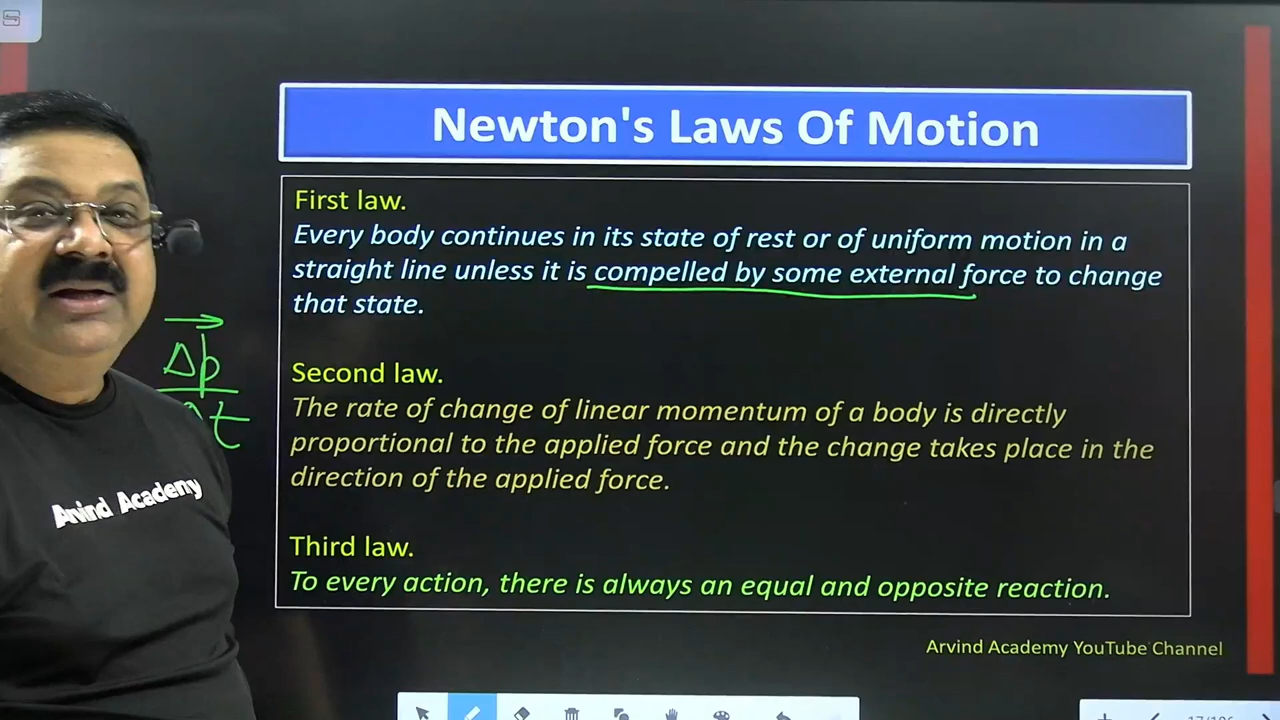 Newton's Laws Of Motion
First law.
Every body continues in its state of rest or of uniform motion in a
straight line unless it is compelled by some external force to change
that state.
Δp
t
Second law.
The rate of change of linear momentum of a body is directly
proportional to the applied force and the change takes place in the
direction of the applied force.
Arvind Academy
Third law.
To every action, there is always an equal and opposite reaction.
Arvind Academy YouTube Channel